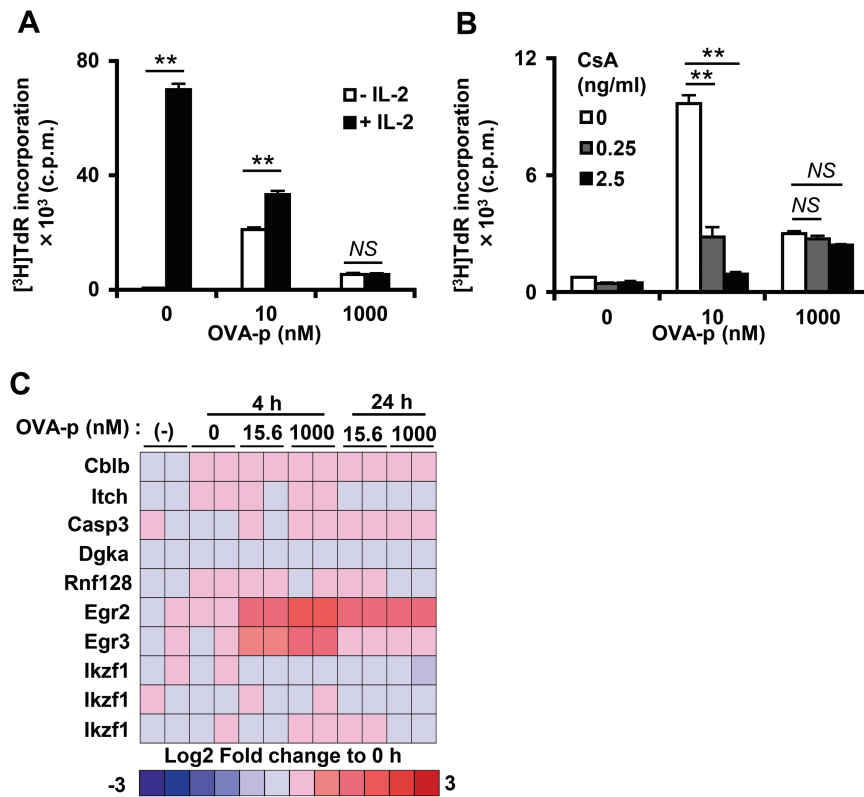 A
[³H]TdR incorporation
×10³ (c.p.m.)
80
40
0
**
**
NS
- IL-2
+ IL-2
0 10 1000
OVA-p (nM)
B
[³H]TdR incorporation
×10³ (c.p.m.)
12
6
0
CsA
(ng/ml)
0
0.25
2.5
**
**
NS
NS
0 10 1000
OVA-p (nM)
C
4 h 24 h
OVA-p (nM) : (-) 0 15.6 1000 15.6 1000
Cblb
Itch
Casp3
Dgka
Rnf128
Egr2
Egr3
Ikzf1
Ikzf1
Ikzf1
Log2 Fold change to 0 h
-3 3